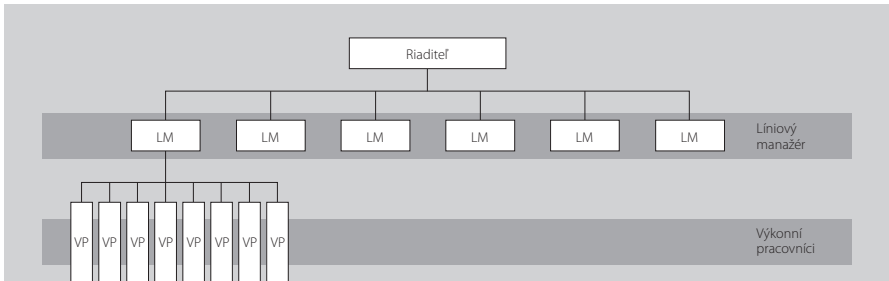 Riaditeľ
LM LM LM LM LM LM
Líniový
manažér
VP VP VP VP VP VP VP VP
Výkonní
pracovníci